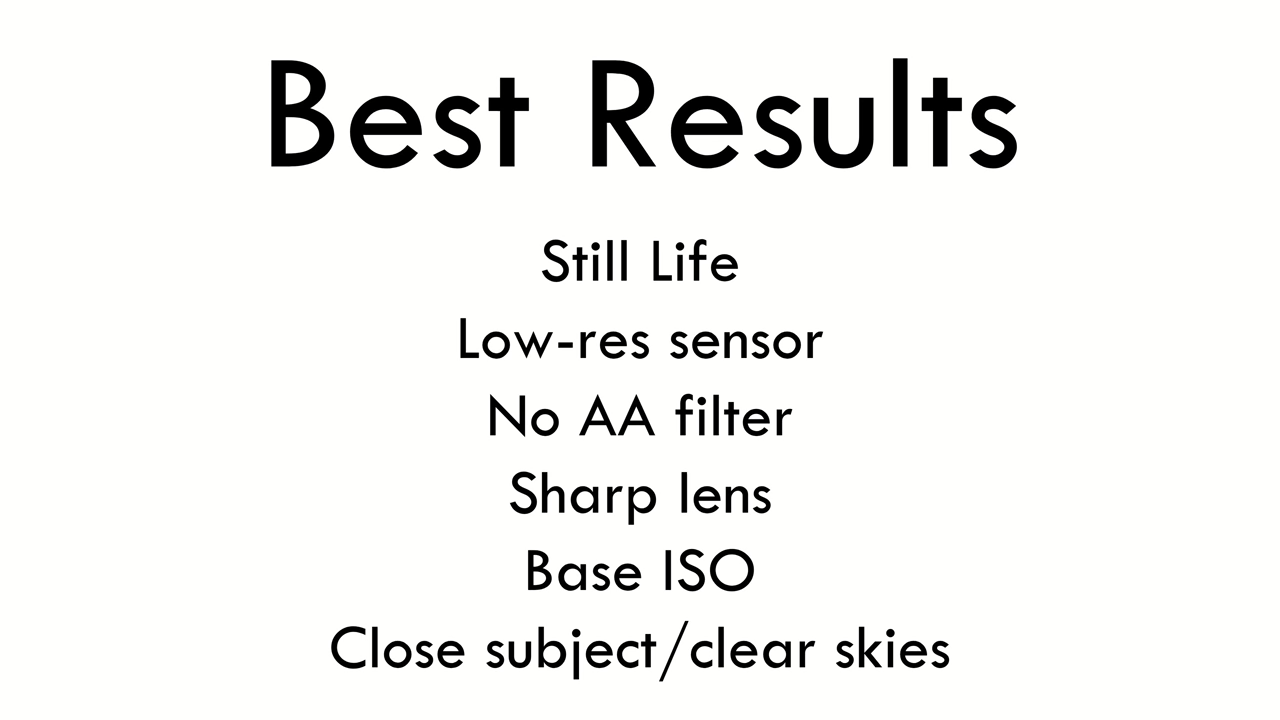 Best Results
Still Life
Low-res sensor
No AA filter
Sharp lens
Base ISO
Close subject/clear skies